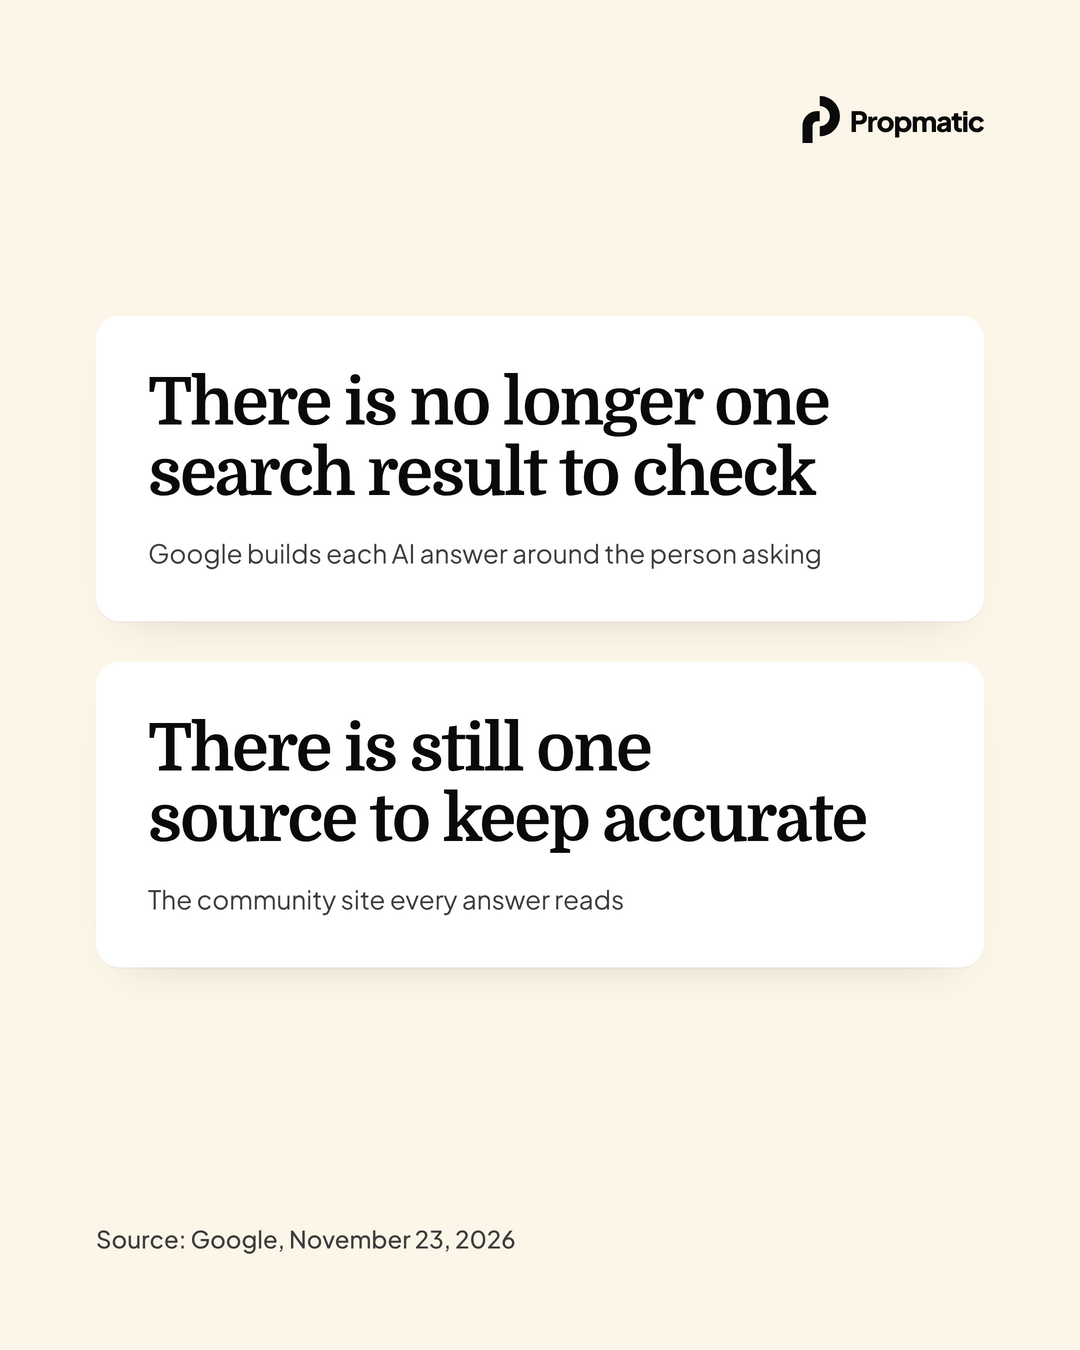 Propmatic
There is no longer one
search result to check
Google builds each AI answer around the person asking
There is still one
source to keep accurate
The community site every answer reads
Source: Google, November 23, 2026